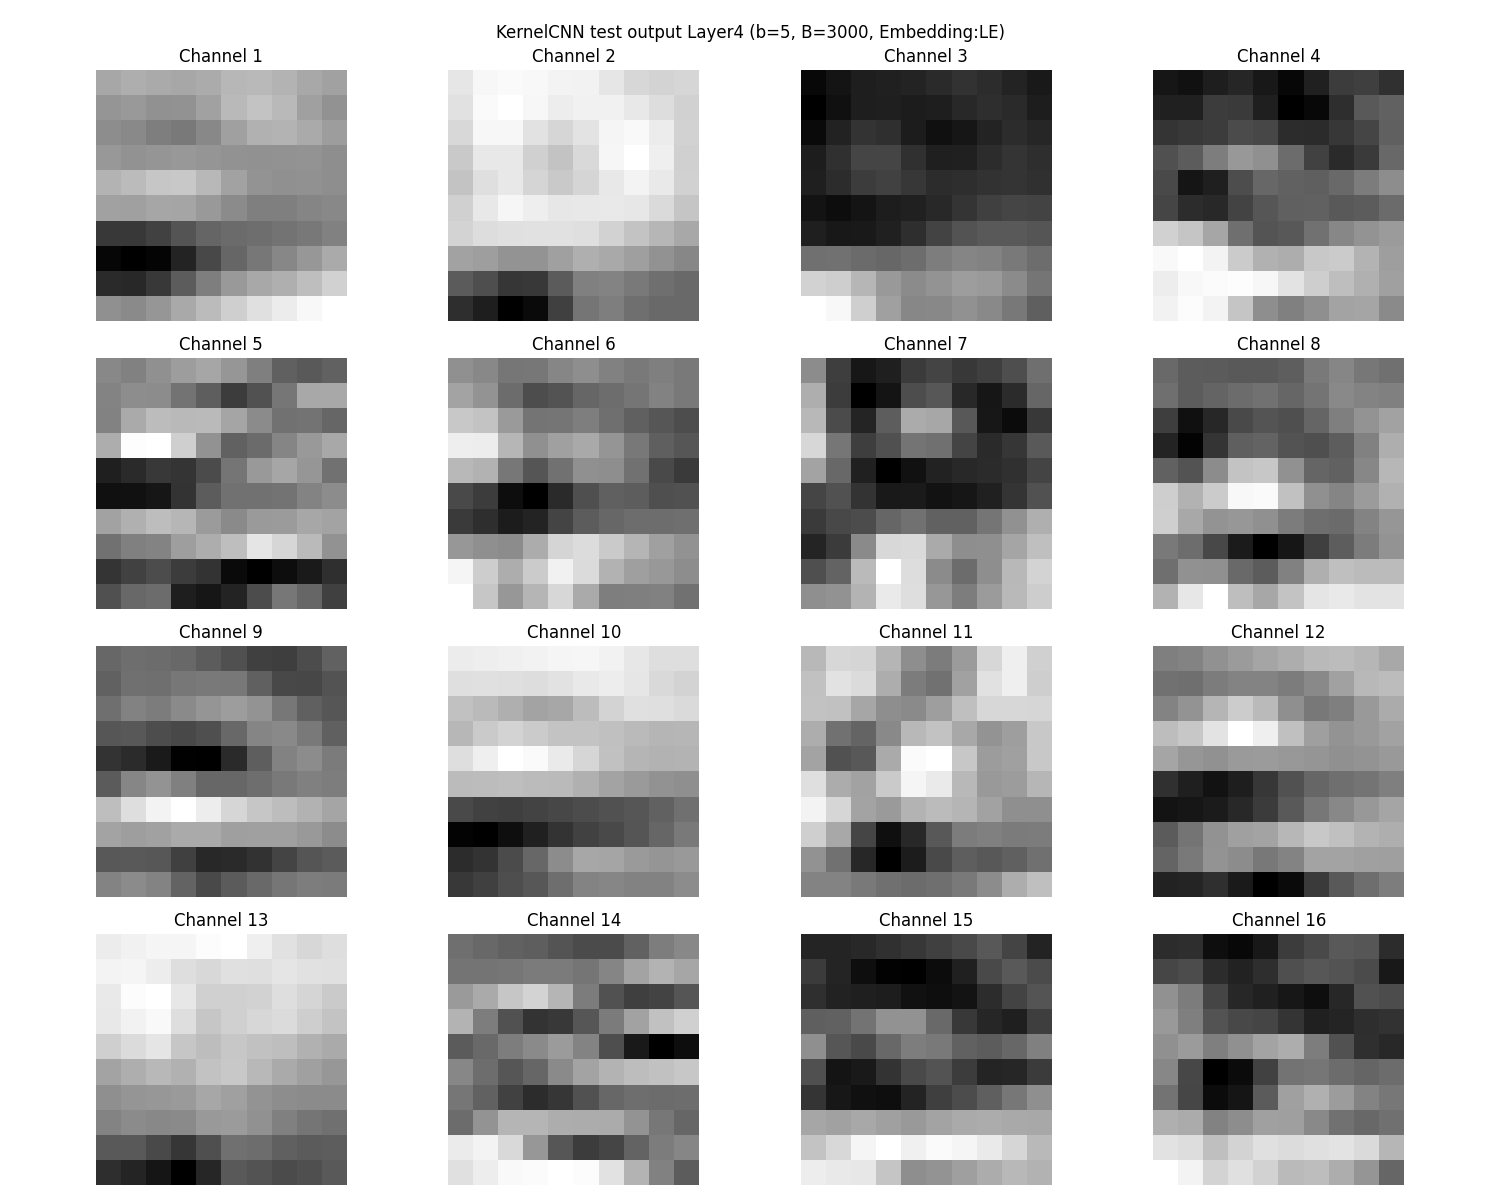 KernelCNN test output Layer4 (b=5, B=3000, Embedding:LE)
Channel 1
Channel 2
Channel 3
Channel 4
Channel 5
Channel 6
Channel 7
Channel 8
Channel 9
Channel 10
Channel 11
Channel 12
Channel 13
Channel 14
Channel 15
Channel 16